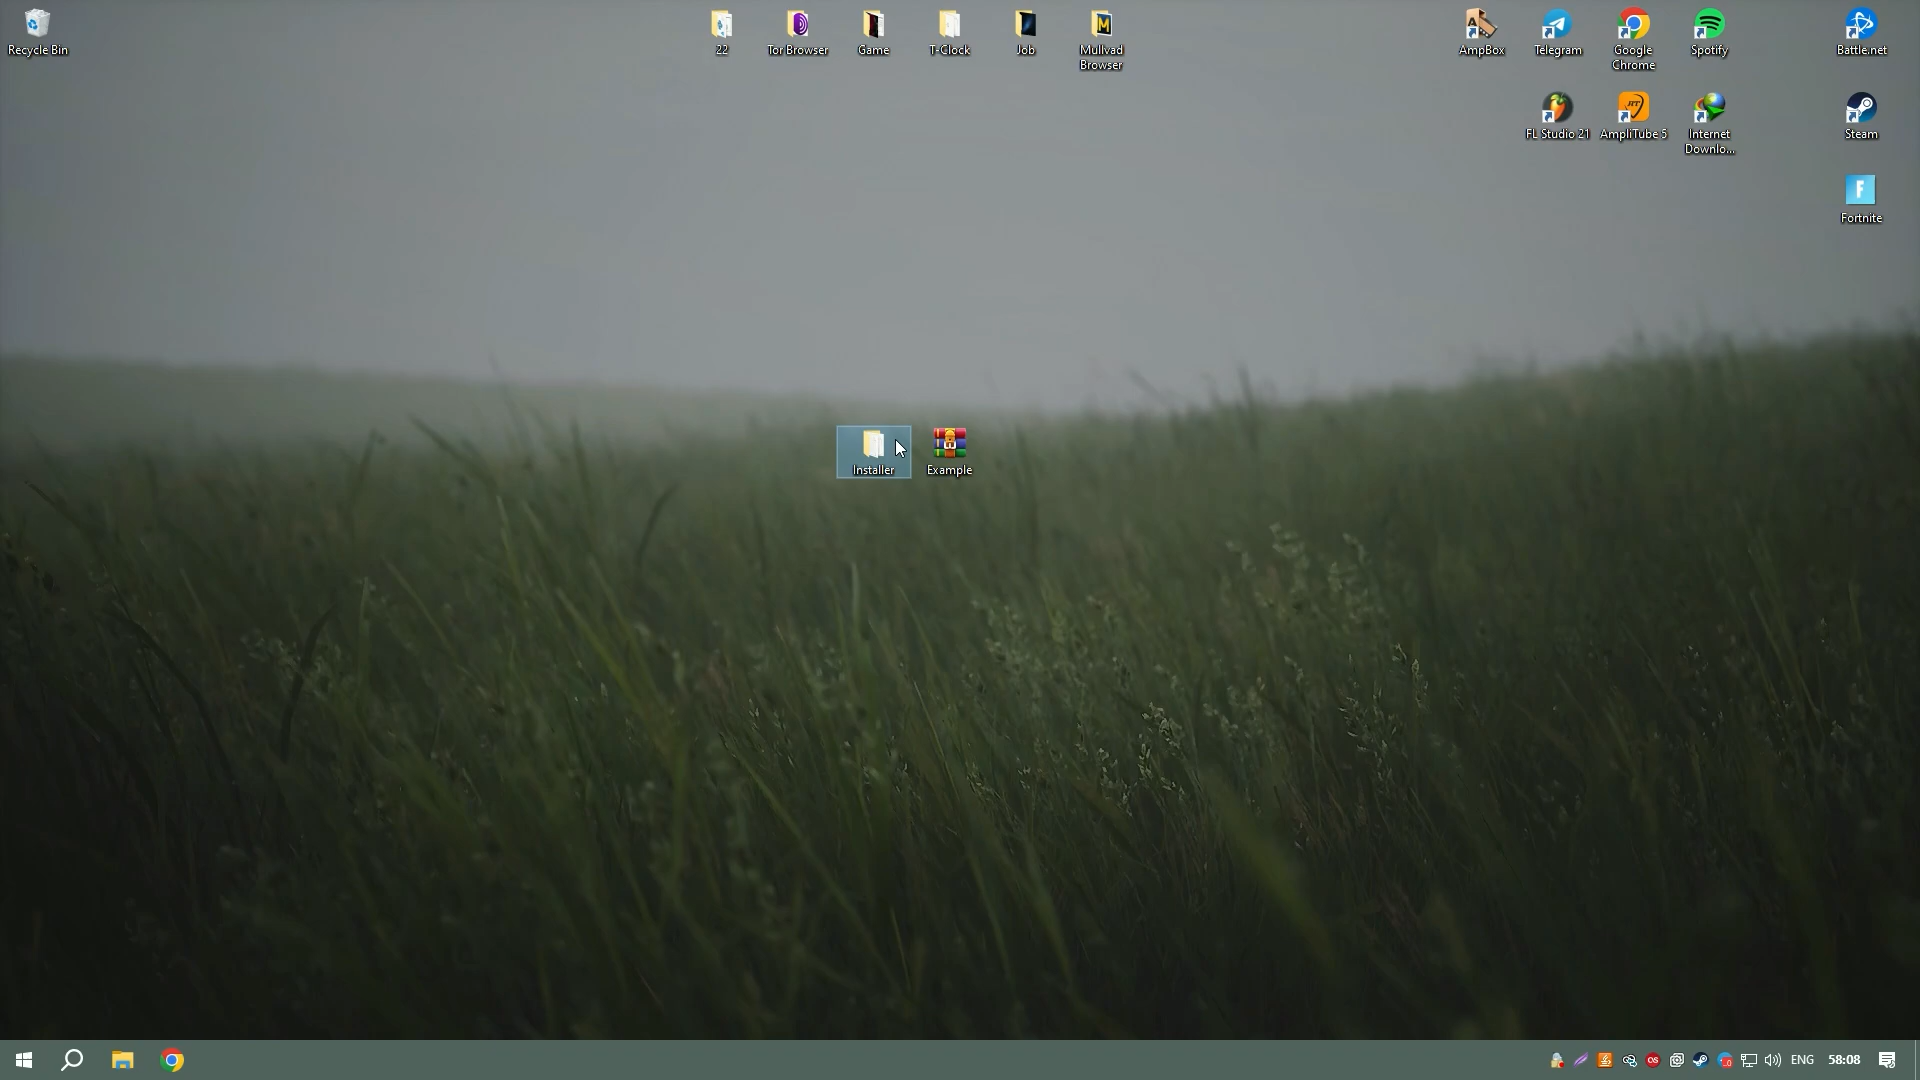 Recycle Bin
22
Tor Browser
Game
T-Clock
Job
Mullvad
Browser
AmpBox
Telegram
Google
Chrome
Spotify
Battle.net
FL Studio 21
AmpliTube 5
Internet
Downlo...
Steam
Fortnite
Installer
Example
ENG
58:08